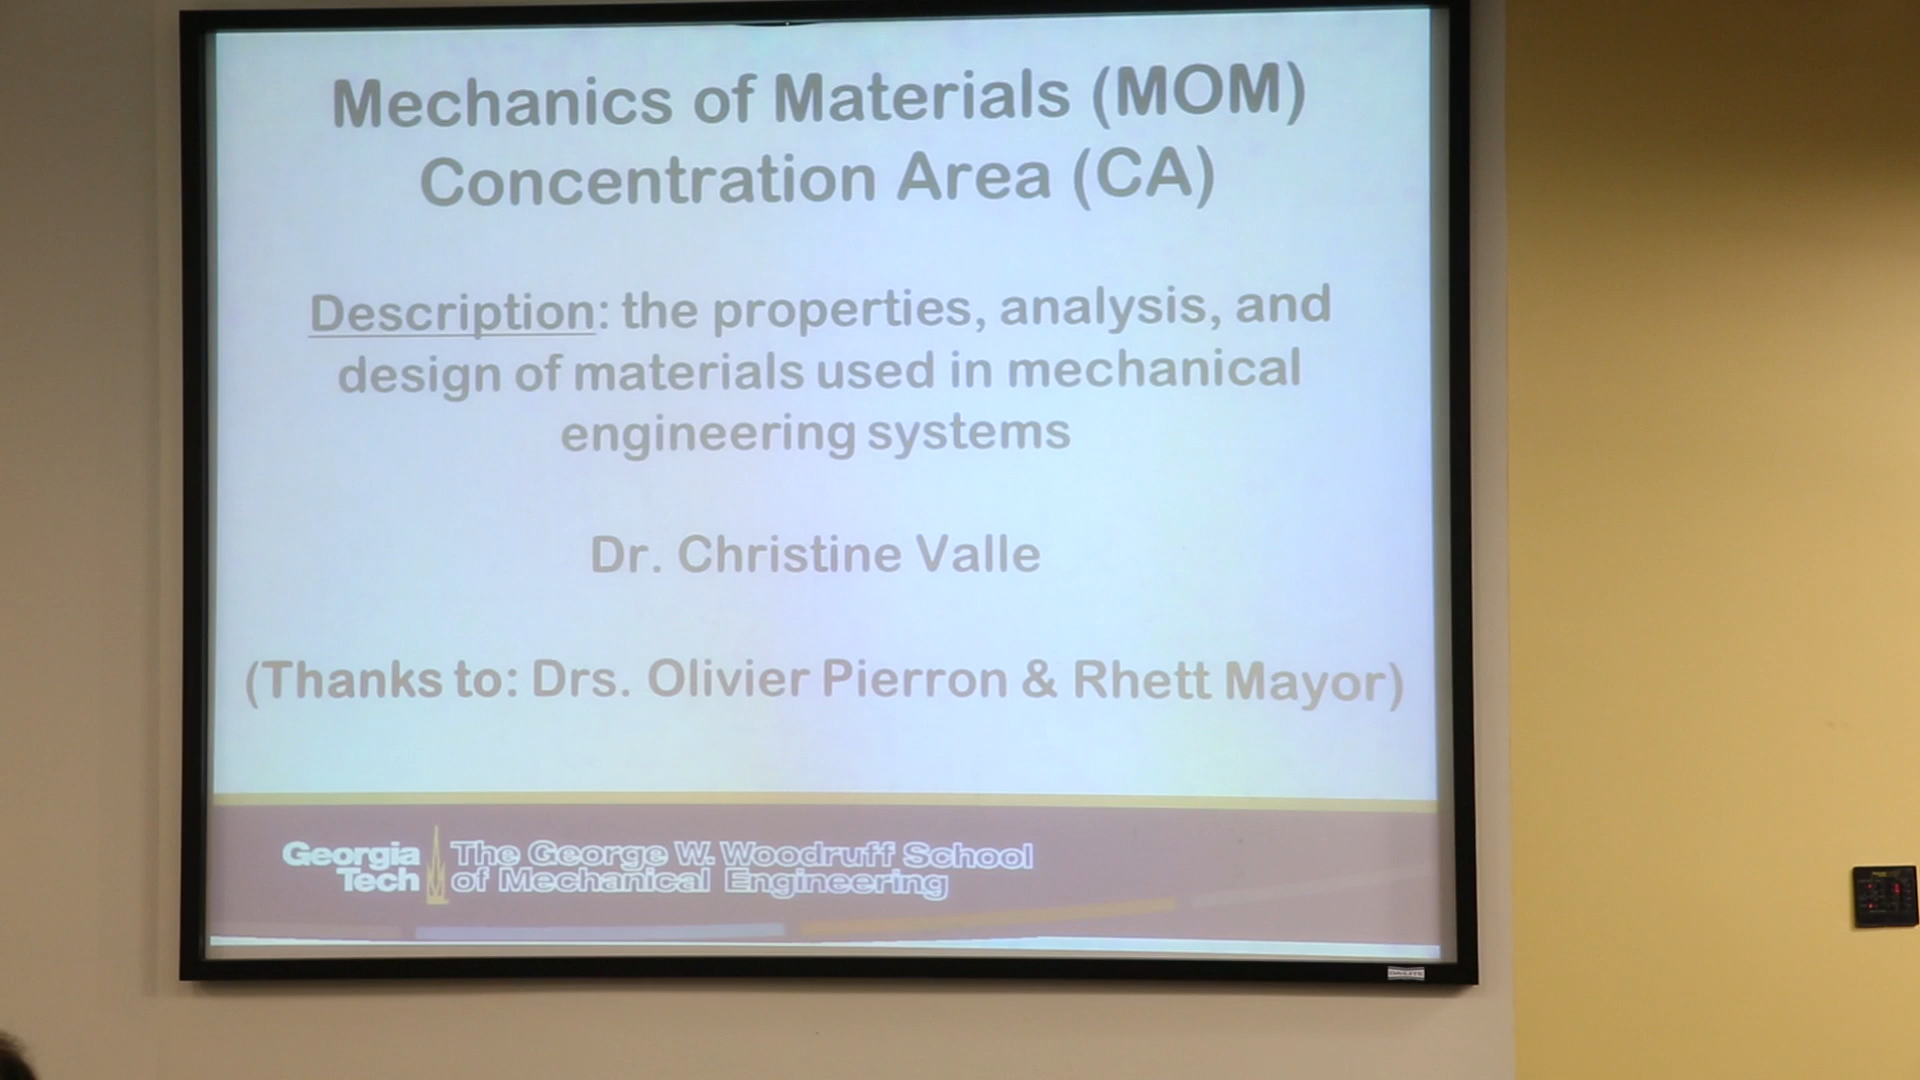 Mechanics of Materials (MOM)
Concentration Area (CA)
Description: the properties, analysis, and
design of materials used in mechanical
engineering systems
Dr. Christine Valle
(Thanks to: Drs. Olivier Pierron & Rhett Mayor)
Georgia
Tech
The George W. Woodruff School
of Mechanical Engineering
DA-LITE